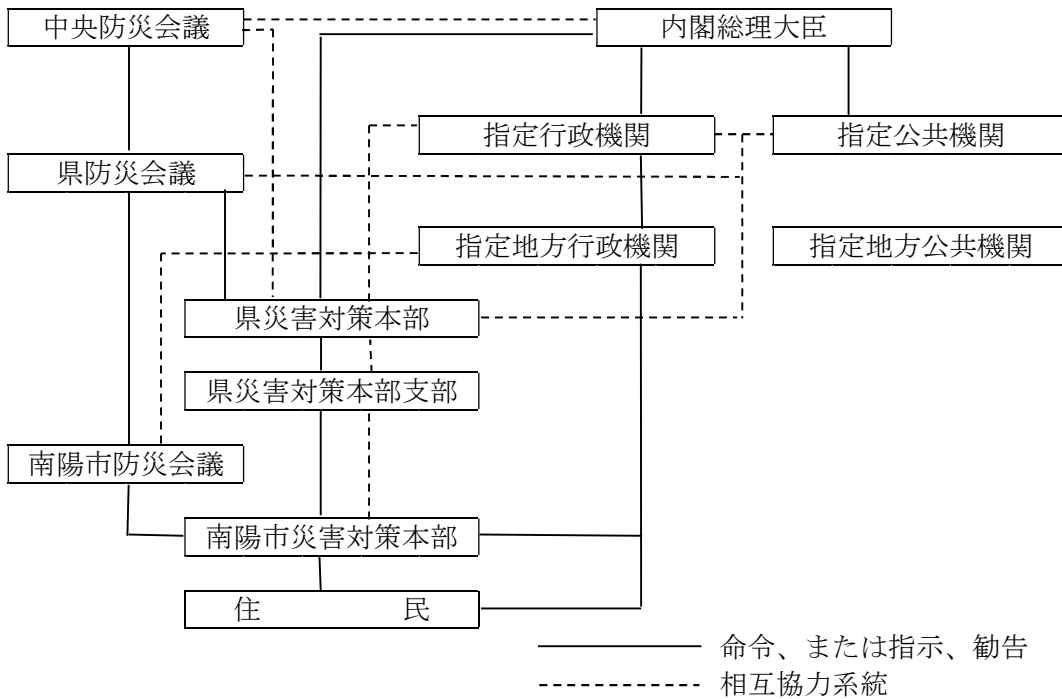 中央防災会議
内閣総理大臣
指定行政機関
指定公共機関
県防災会議
指定地方行政機関
指定地方公共機関
県災害対策本部
県災害対策本部支部
南陽市防災会議
南陽市災害対策本部
住　　　　民
命令、または指示、勧告
相互協力系統